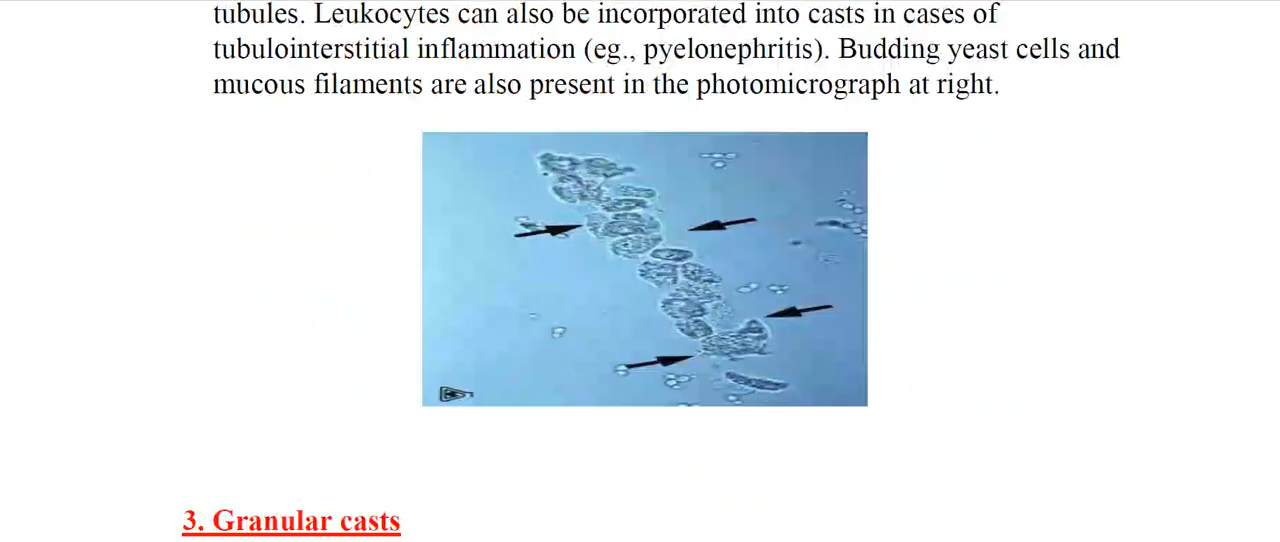 tubules. Leukocytes can also be incorporated into casts in cases of
tubulointerstitial inflammation (eg., pyelonephritis). Budding yeast cells and
mucous filaments are also present in the photomicrograph at right.
3. Granular casts